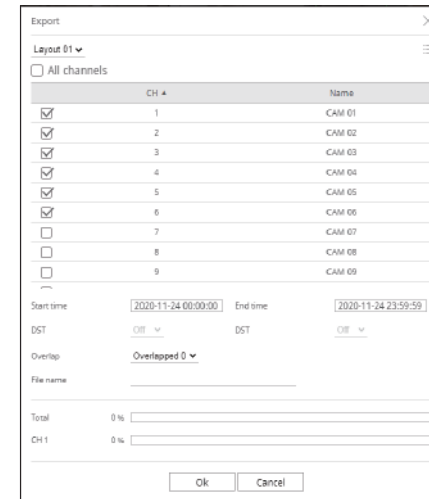 Export
Layout 01
All channels
CH Name
1 CAM 01
2 CAM 02
3 CAM 03
4 CAM 04
5 CAM 05
6 CAM 06
7 CAM 07
8 CAM 08
9 CAM 09
Start time 2020-11-24 00:00:00 End time 2020-11-24 23:59:59
DST Off DST Off
Overlap Overlapped 0
File name
Total 0 %
CH 1 0 %
Ok Cancel